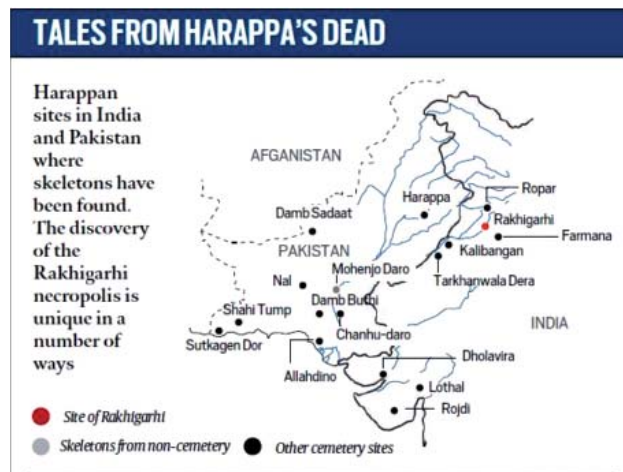 TALES FROM HARAPPA'S DEAD
Harappan
sites in India
and Pakistan
where
skeletons have
been found.
The discovery
of the
Rakhigarhi
necropolis is
unique in a
number of
ways
AFGANISTAN
Harappa
Ropar
Damb Sadaat
Rakhigarhi
Farmana
PAKISTAN
Kalibangan
Mohenjo Daro
Tarkhanwala Dera
Nal
Damb Buthi
Shahi Tump
INDIA
Chanhu-daro
Sutkagen Dor
Dholavira
Allahdino
Lothal
Rojdi
Site of Rakhigarhi
Skeletons from non-cemetery
Other cemetery sites